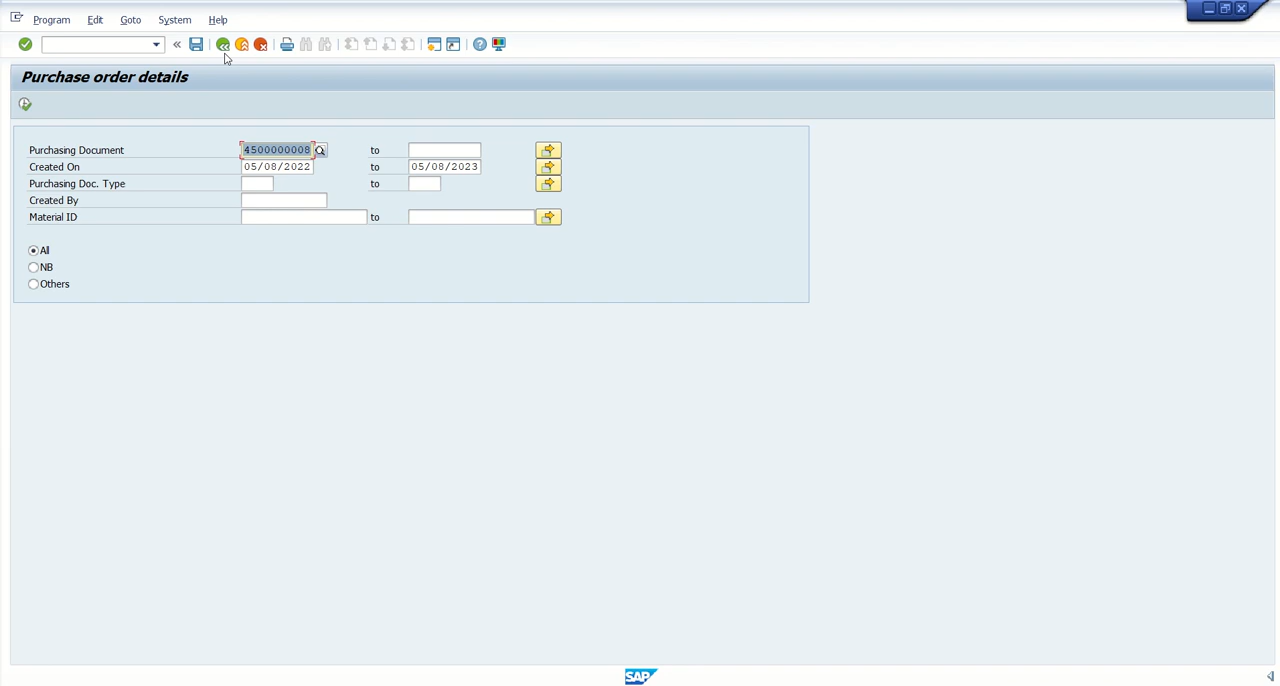 Program Edit Goto System Help
Purchase order details
Purchasing Document 4500000008 to
Created On 05/08/2022 to 05/08/2023
Purchasing Doc. Type to
Created By
Material ID to
All
NB
Others
SAP